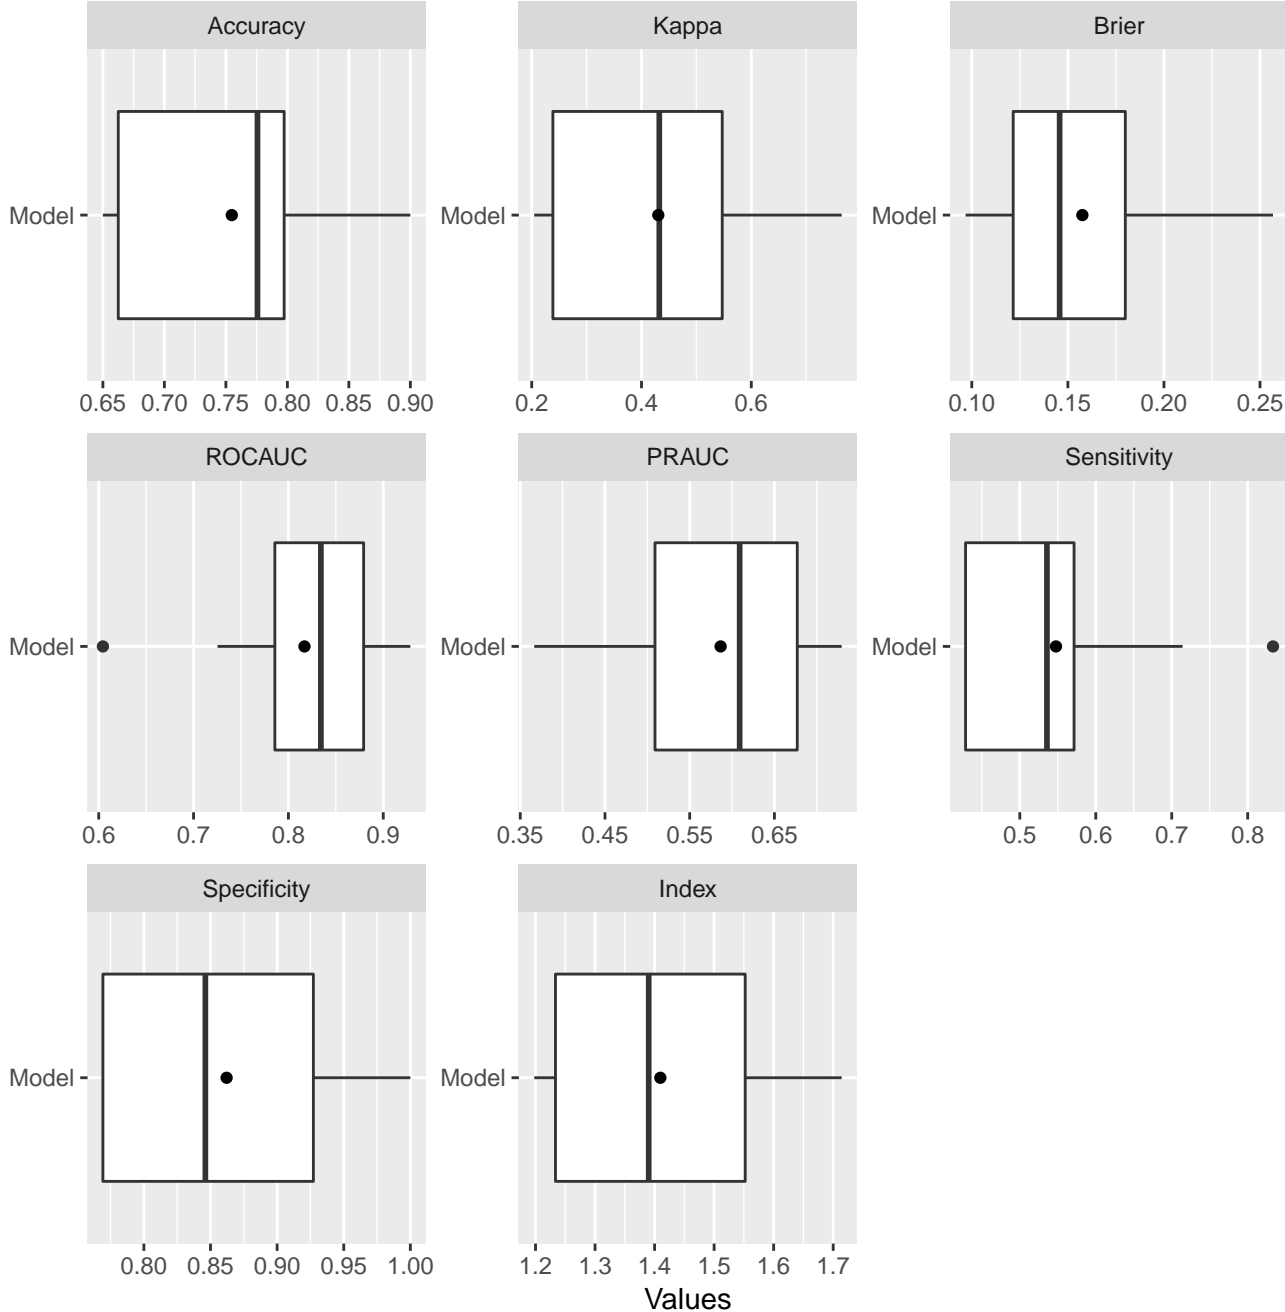 Accuracy Kappa Brier
Model Model Model
0.65 0.70 0.75 0.80 0.85 0.90 0.2 0.4 0.6 0.10 0.15 0.20 0.25
ROCAUC PRAUC Sensitivity
Model Model Model
0.6 0.7 0.8 0.9 0.35 0.45 0.55 0.65 0.5 0.6 0.7 0.8
Specificity Index
Model Model
0.80 0.85 0.90 0.95 1.00 1.2 1.3 1.4 1.5 1.6 1.7
Values